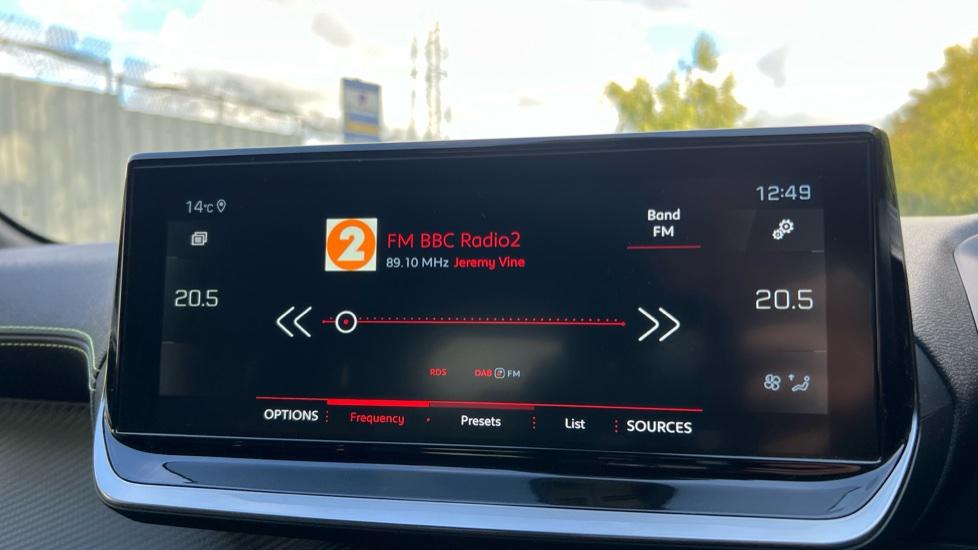 14°C
12:49
2
FM BBC Radio2
89.10 MHz Jeremy Vine
Band
FM
20.5
20.5
RDS DAB FM
OPTIONS Frequency Presets List SOURCES